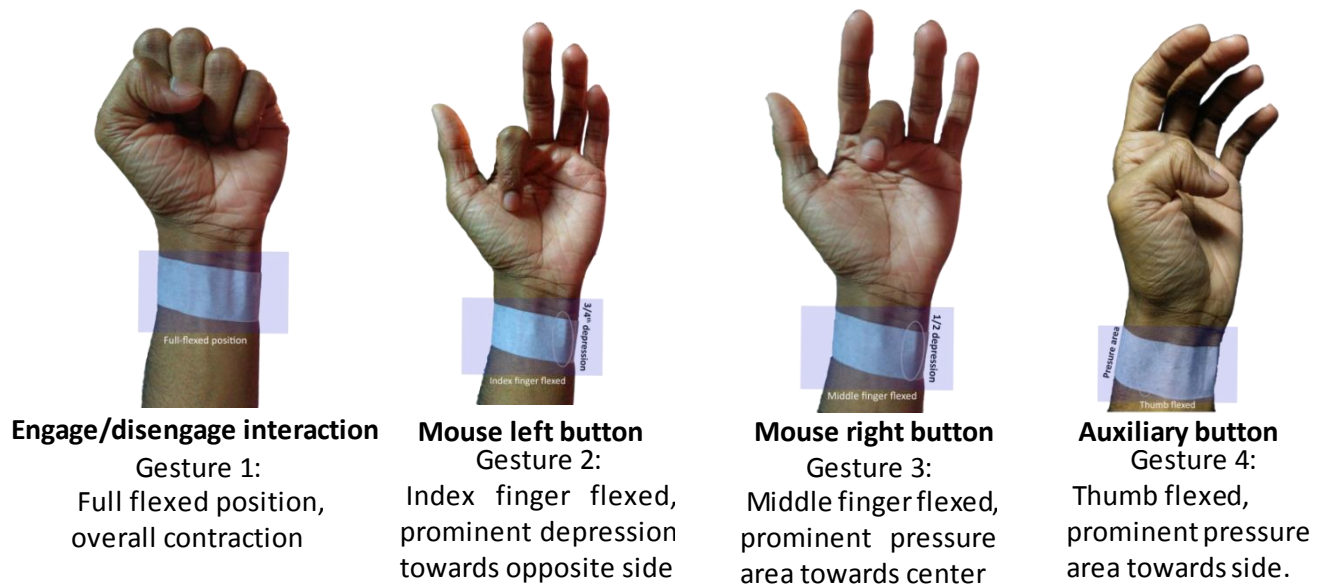 Full-flexed position
Engage/disengage interaction
Gesture 1:
Full flexed position,
overall contraction
3/4th depression
Index finger flexed
Mouse left button
Gesture 2:
Index finger flexed,
prominent depression
towards opposite side
1/2 depression
Middle finger flexed
Mouse right button
Gesture 3:
Middle finger flexed,
prominent pressure
area towards center
Presure area
Thumb flexed
Auxiliary button
Gesture 4:
Thumb flexed,
prominent pressure
area towards side.